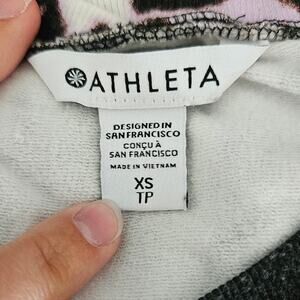 ATHLETA
DESIGNED IN
SAN FRANCISCO
CONÇU À
SAN FRANCISCO
MADE IN VIETNAM
XS
TP